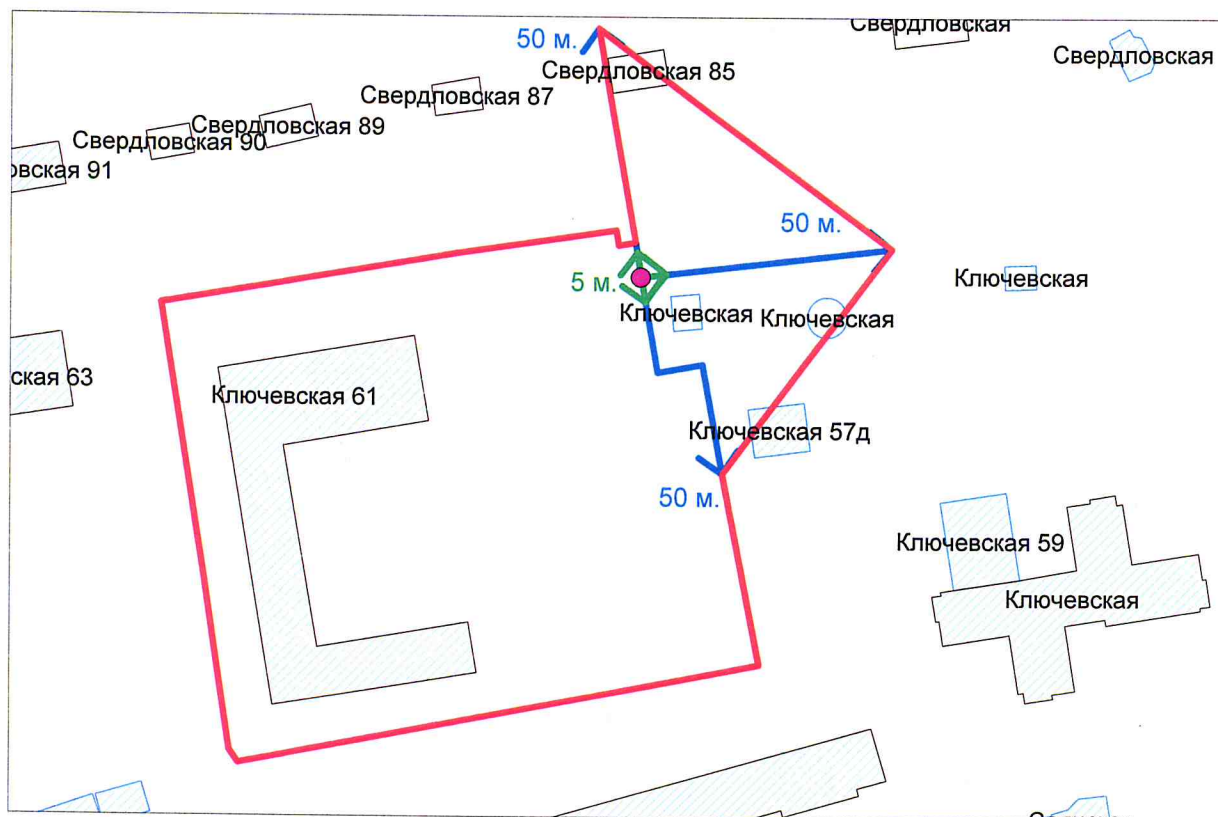 Свердловская
50 м.
Свердловская
Свердловская 85
Свердловская 87
Свердловская 89
Свердловская 90
овская 91
50 м.
5 м.
Ключевская
Ключевская
Ключевская
ская 63
Ключевская 61
Ключевская 57д
50 м.
Ключевская 59
Ключевская